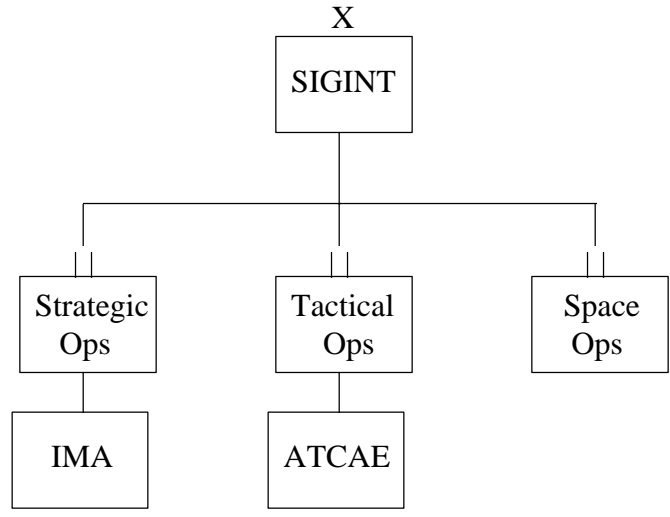 X
SIGINT
Strategic
Ops
Tactical
Ops
Space
Ops
IMA
ATCAE